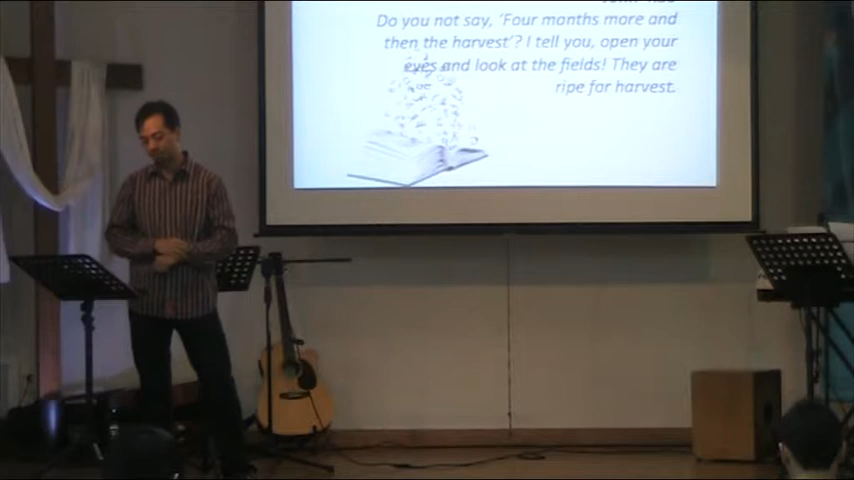 Do you not say, 'Four months more and
then the harvest'? I tell you, open your
eyes and look at the fields! They are
ripe for harvest.